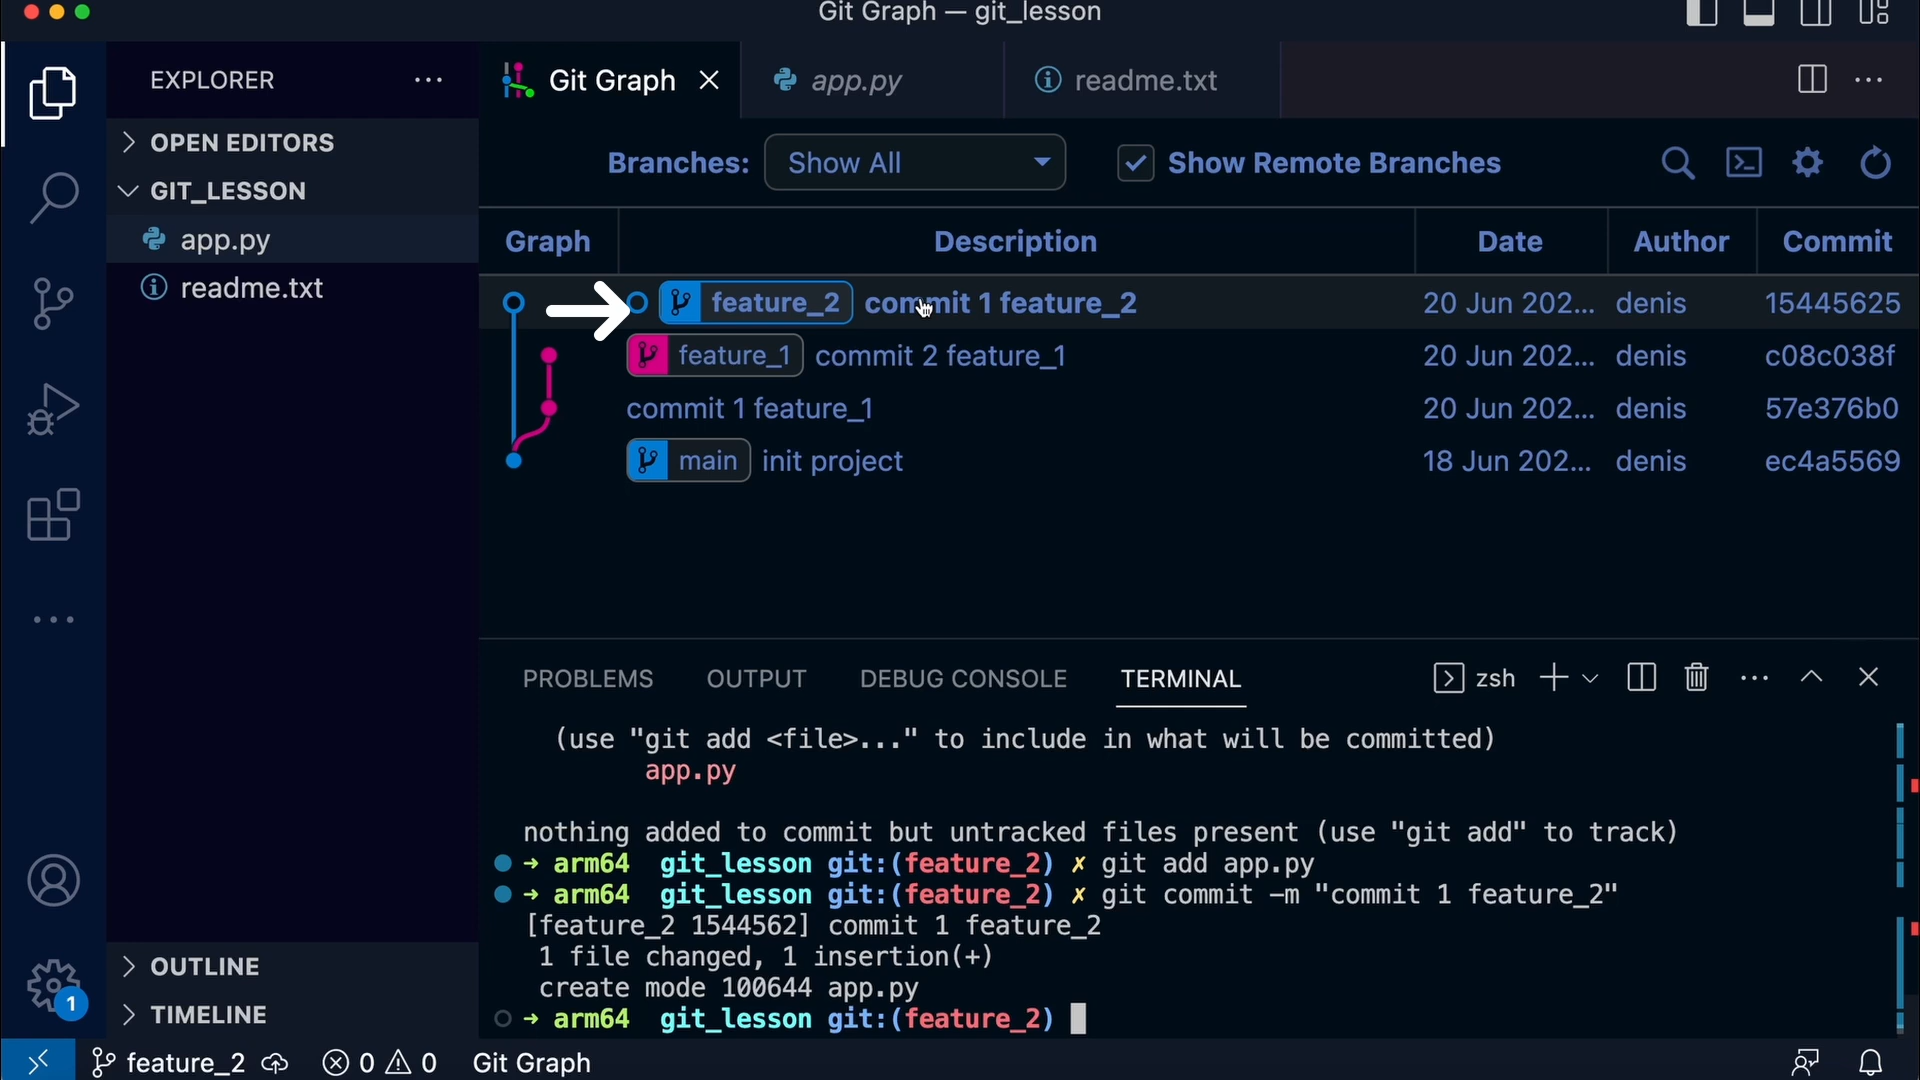 Git Graph — git_lesson
EXPLORER
Git Graph
app.py
readme.txt
OPEN EDITORS
GIT_LESSON
app.py
readme.txt
Branches: Show All
Show Remote Branches
Graph Description Date Author Commit
feature_2 commit 1 feature_2 20 Jun 202... denis 15445625
feature_1 commit 2 feature_1 20 Jun 202... denis c08c038f
commit 1 feature_1 20 Jun 202... denis 57e376b0
main init project 18 Jun 202... denis ec4a5569
PROBLEMS OUTPUT DEBUG CONSOLE TERMINAL zsh
(use "git add <file>..." to include in what will be committed)
app.py
nothing added to commit but untracked files present (use "git add" to track)
➜ arm64 git_lesson git:(feature_2) ✗ git add app.py
➜ arm64 git_lesson git:(feature_2) ✗ git commit -m "commit 1 feature_2"
[feature_2 1544562] commit 1 feature_2
1 file changed, 1 insertion(+)
create mode 100644 app.py
➜ arm64 git_lesson git:(feature_2)
OUTLINE
TIMELINE
1
feature_2 0 0 Git Graph